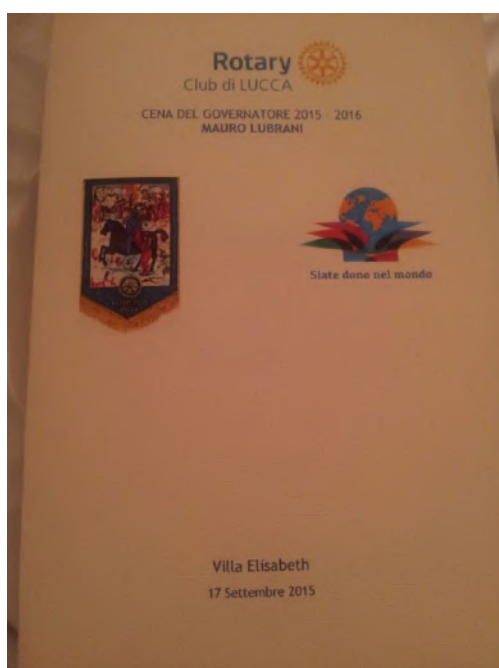 Rotary
Club di LUCCA
CENA DEL GOVERNATORE 2015 - 2016
MAURO LUBRANI
Siate dono nel mondo
Villa Elisabeth
17 Settembre 2015